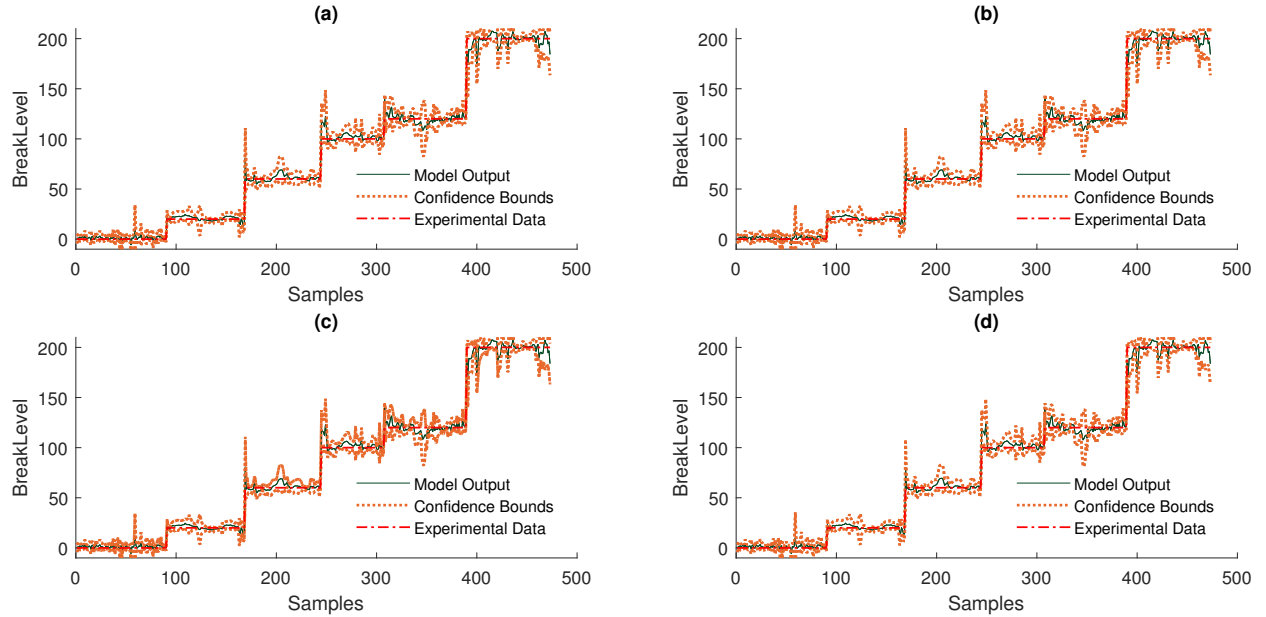 (a)
BreakLevel
200
150
100
50
0
Model Output
Confidence Bounds
Experimental Data
0 100 200 300 400 500
Samples
(b)
BreakLevel
200
150
100
50
0
Model Output
Confidence Bounds
Experimental Data
0 100 200 300 400 500
Samples
(c)
BreakLevel
200
150
100
50
0
Model Output
Confidence Bounds
Experimental Data
0 100 200 300 400 500
Samples
(d)
BreakLevel
200
150
100
50
0
Model Output
Confidence Bounds
Experimental Data
0 100 200 300 400 500
Samples